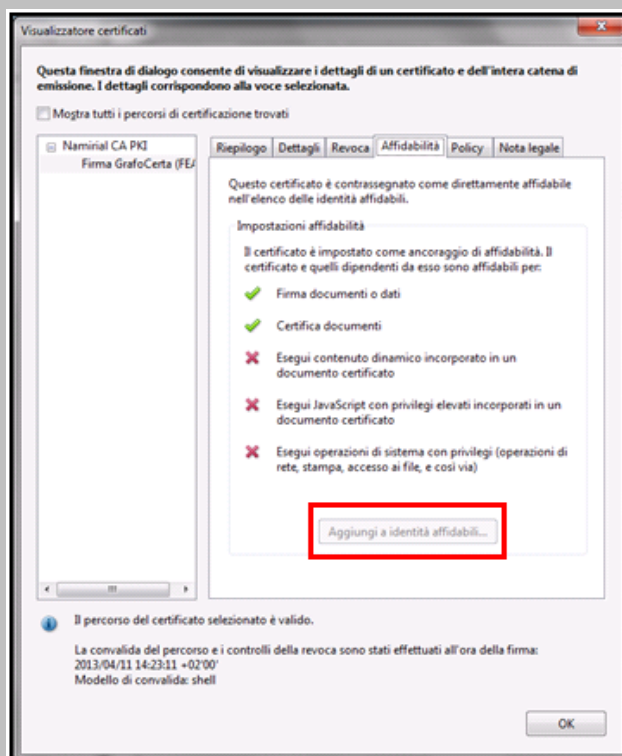 Visualizzatore certificati
Questa finestra di dialogo consente di visualizzare i dettagli di un certificato e dell'intera catena di
emissione. I dettagli corrispondono alla voce selezionata.
Mostra tutti i percorsi di certificazione trovati
Namirial CA PKI
Firma GrafoCerta (FEA
Riepilogo Dettagli Revoca Affidabilità Policy Nota legale
Questo certificato è contrassegnato come direttamente affidabile
nell'elenco delle identità affidabili.
Impostazioni affidabilità
Il certificato è impostato come ancoraggio di affidabilità. Il
certificato e quelli dipendenti da esso sono affidabili per:
Firma documenti o dati
Certifica documenti
Esegui contenuto dinamico incorporato in un
documento certificato
Esegui JavaScript con privilegi elevati incorporati in un
documento certificato
Esegui operazioni di sistema con privilegi (operazioni di
rete, stampa, accesso ai file, e così via)
Aggiungi a identità affidabili...
Il percorso del certificato selezionato è valido.
La convalida del percorso e i controlli della revoca sono stati effettuati all'ora della firma:
2013/04/11 14:23:11 +02'00'
Modello di convalida: shell
OK